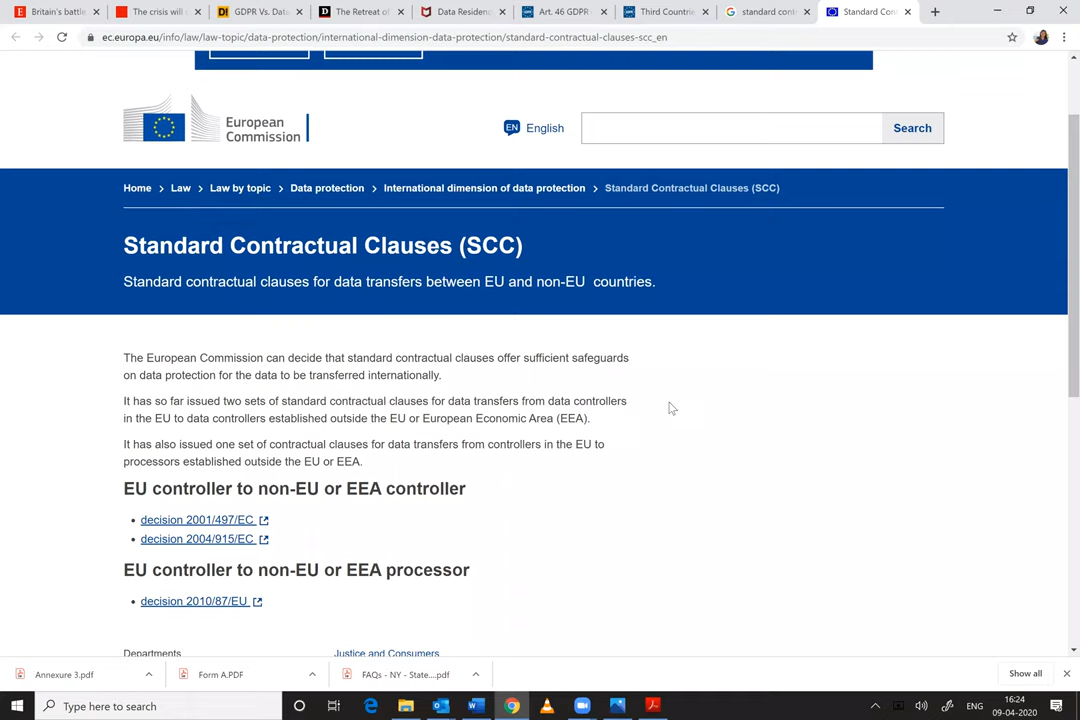 Britain's battle
The crisis will
GDPR Vs. Data
The Retreat of
Data Residenc
Art. 46 GDPR
Third Countrie
standard cont
Standard Cont
ec.europa.eu/info/law/law-topic/data-protection/international-dimension-data-protection/standard-contractual-clauses-scc_en
European
Commission
EN English
Search
Home > Law > Law by topic > Data protection > International dimension of data protection > Standard Contractual Clauses (SCC)
Standard Contractual Clauses (SCC)
Standard contractual clauses for data transfers between EU and non-EU countries.
The European Commission can decide that standard contractual clauses offer sufficient safeguards
on data protection for the data to be transferred internationally.
It has so far issued two sets of standard contractual clauses for data transfers from data controllers
in the EU to data controllers established outside the EU or European Economic Area (EEA).
It has also issued one set of contractual clauses for data transfers from controllers in the EU to
processors established outside the EU or EEA.
EU controller to non-EU or EEA controller
• decision 2001/497/EC
• decision 2004/915/EC
EU controller to non-EU or EEA processor
• decision 2010/87/EU
Departments
Justice and Consumers
Annexure 3.pdf
Form A.PDF
FAQs - NY - State....pdf
Show all
Type here to search
ENG
16:24
09-04-2020